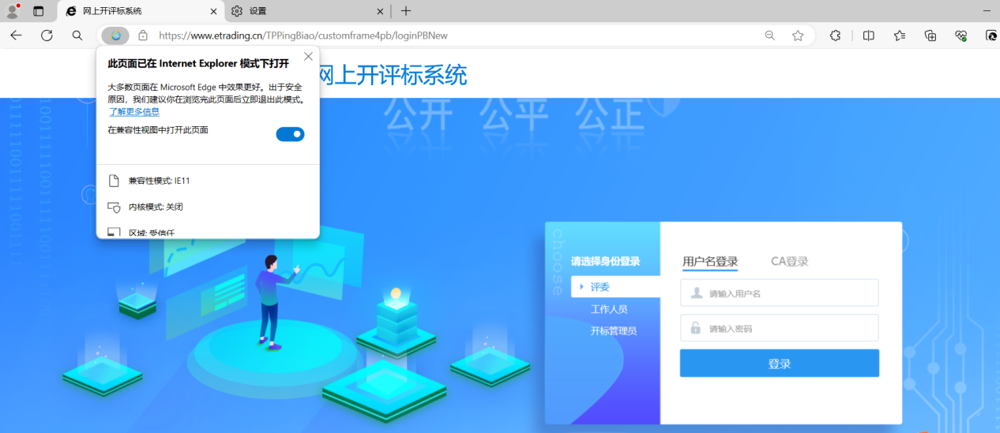 网上开评标系统
设置
https://www.etrading.cn/TPPingBiao/customframe4pb/loginPBNew
此页面已在 Internet Explorer 模式下打开
大多数页面在 Microsoft Edge 中效果更好。出于安全
原因，我们建议你在浏览完此页面后立即退出此模式。
了解更多信息
在兼容性视图中打开此页面
兼容性模式: IE11
内核模式: 关闭
区域: 受信任
网上开评标系统
公开 公平 公正
choose
请选择身份登录
评委
工作人员
开标管理员
用户名登录
CA登录
请输入用户名
请输入密码
登录